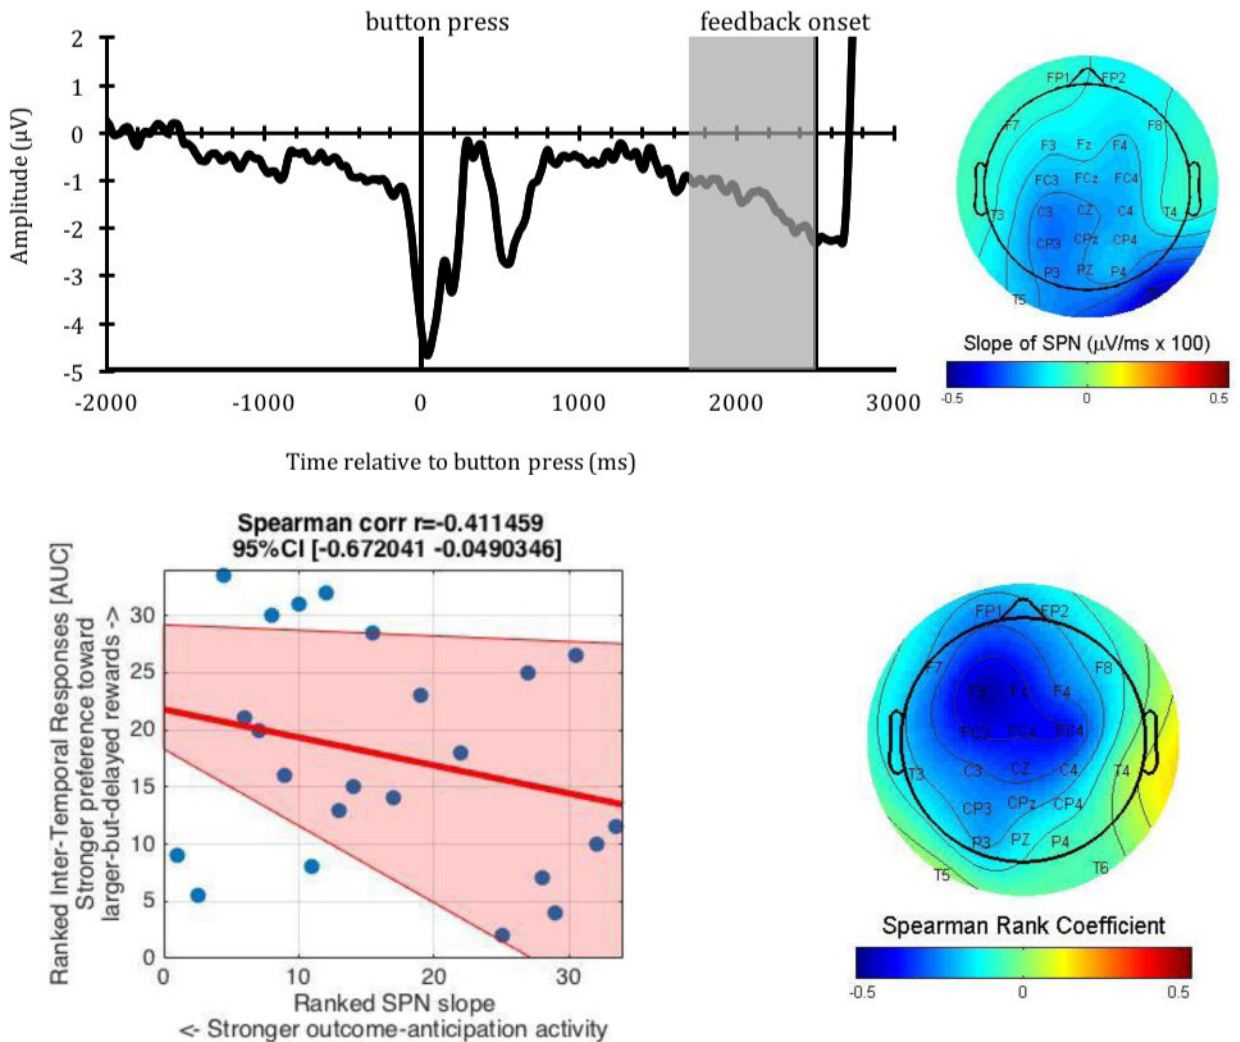 button press
feedback onset
Amplitude (µV)
2
1
0
-1
-2
-3
-4
-5
-2000 -1000 0 1000 2000 3000
Time relative to button press (ms)
FP1 FP2
F7 F8
F3 Fz F4
FC3 FCz FC4
T3 C3 CZ C4 T4
CP3 CPz CP4
P3 PZ P4
T5
Slope of SPN (µV/ms x 100)
-0.5 0 0.5
Spearman corr r=-0.411459
95%CI [-0.672041 -0.0490346]
Ranked Inter-Temporal Responses [AUC]
Stronger preference toward
larger-but-delayed rewards ->
30
25
20
15
10
5
0
0 10 20 30
Ranked SPN slope
<- Stronger outcome-anticipation activity
FP1 FP2
F7 F8
F3 Fz F4
FC3 FCz FC4
T3 C3 CZ C4 T4
CP3 CPz CP4
P3 PZ P4
T5 T6
Spearman Rank Coefficient
-0.5 0 0.5